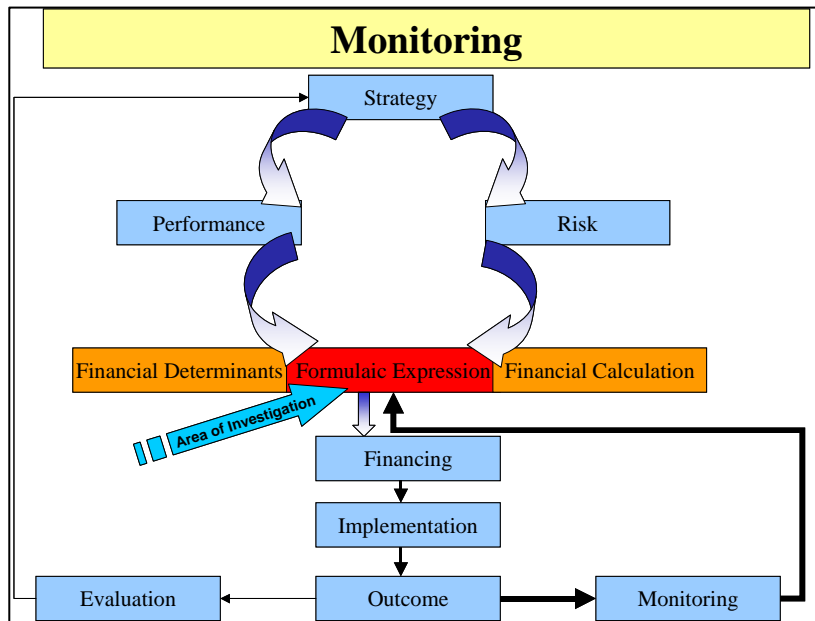 Monitoring
Strategy
Performance
Risk
Financial Determinants
Formulaic Expression
Financial Calculation
Area of Investigation
Financing
Implementation
Evaluation
Outcome
Monitoring